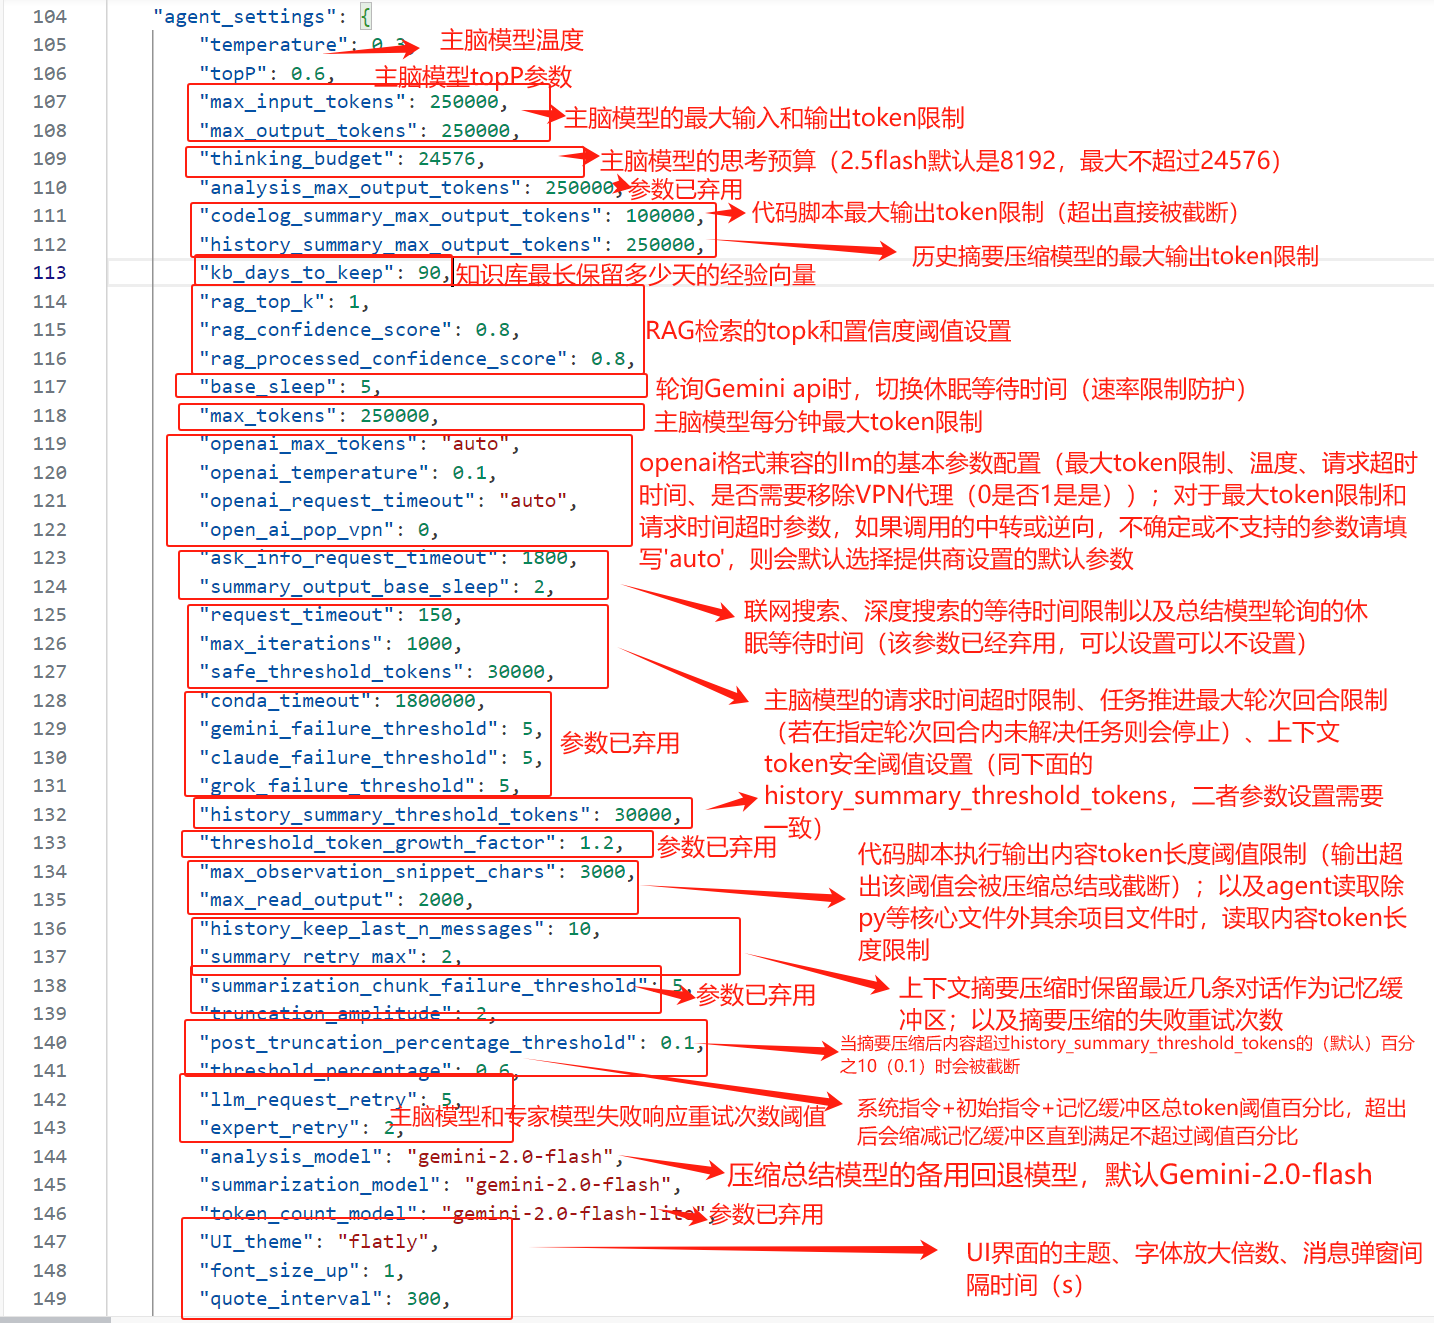 104 "agent_settings": {
105 "temperature": 0.3,
主脑模型温度
106 "topP": 0.6,
主脑模型topP参数
107 "max_input_tokens": 250000,
108 "max_output_tokens": 250000,
主脑模型的最大输入和输出token限制
109 "thinking_budget": 24576,
主脑模型的思考预算（2.5flash默认是8192，最大不超过24576）
110 "analysis_max_output_tokens": 250000,
参数已弃用
111 "codelog_summary_max_output_tokens": 100000,
代码脚本最大输出token限制（超出直接被截断）
112 "history_summary_max_output_tokens": 250000,
历史摘要压缩模型的最大输出token限制
113 "kb_days_to_keep": 90,
知识库最长保留多少天的经验向量
114 "rag_top_k": 1,
115 "rag_confidence_score": 0.8,
RAG检索的topk和置信度阈值设置
116 "rag_processed_confidence_score": 0.8,
117 "base_sleep": 5,
轮询Gemini api时，切换休眠等待时间（速率限制防护）
118 "max_tokens": 250000,
主脑模型每分钟最大token限制
119 "openai_max_tokens": "auto",
120 "openai_temperature": 0.1,
121 "openai_request_timeout": "auto",
122 "open_ai_pop_vpn": 0,
openai格式兼容的llm的基本参数配置（最大token限制、温度、请求超时
时间、是否需要移除VPN代理（0是否1是是））；对于最大token限制和
请求时间超时参数，如果调用的中转或逆向，不确定或不支持的参数请填
写'auto'，则会默认选择提供商设置的默认参数
123 "ask_info_request_timeout": 1800,
124 "summary_output_base_sleep": 2,
联网搜索、深度搜索的等待时间限制以及总结模型轮询的休
眠等待时间（该参数已经弃用，可以设置可以不设置）
125 "request_timeout": 150,
126 "max_iterations": 1000,
127 "safe_threshold_tokens": 30000,
主脑模型的请求时间超时限制、任务推进最大轮次回合限制
（若在指定轮次回合内未解决任务则会停止）、上下文
token安全阈值设置（同下面的
history_summary_threshold_tokens，二者参数设置需要
一致）
128 "conda_timeout": 1800000,
129 "gemini_failure_threshold": 5,
参数已弃用
130 "claude_failure_threshold": 5,
131 "grok_failure_threshold": 5,
132 "history_summary_threshold_tokens": 30000,
133 "threshold_token_growth_factor": 1.2,
参数已弃用
134 "max_observation_snippet_chars": 3000,
135 "max_read_output": 2000,
代码脚本执行输出内容token长度阈值限制（输出超
出该阈值会被压缩总结或截断）；以及agent读取除
py等核心文件外其余项目文件时，读取内容token长
度限制
136 "history_keep_last_n_messages": 10,
137 "summary_retry_max": 2,
上下文摘要压缩时保留最近几条对话作为记忆缓
冲区；以及摘要压缩的失败重试次数
138 "summarization_chunk_failure_threshold": 5,
参数已弃用
139 "truncation_amplitude": 2,
140 "post_truncation_percentage_threshold": 0.1,
当摘要压缩后内容超过history_summary_threshold_tokens的（默认）百分
之10（0.1）时会被截断
141 "threshold_percentage": 0.6,
系统指令+初始指令+记忆缓冲区总token阈值百分比，超出
后会缩减记忆缓冲区直到满足不超过阈值百分比
142 "llm_request_retry": 5,
主脑模型和专家模型失败响应重试次数阈值
143 "expert_retry": 2,
144 "analysis_model": "gemini-2.0-flash",
压缩总结模型的备用回退模型，默认Gemini-2.0-flash
145 "summarization_model": "gemini-2.0-flash",
146 "token_count_model": "gemini-2.0-flash-lite",
参数已弃用
147 "UI_theme": "flatly",
148 "font_size_up": 1,
149 "quote_interval": 300,
UI界面的主题、字体放大倍数、消息弹窗间
隔时间（s）